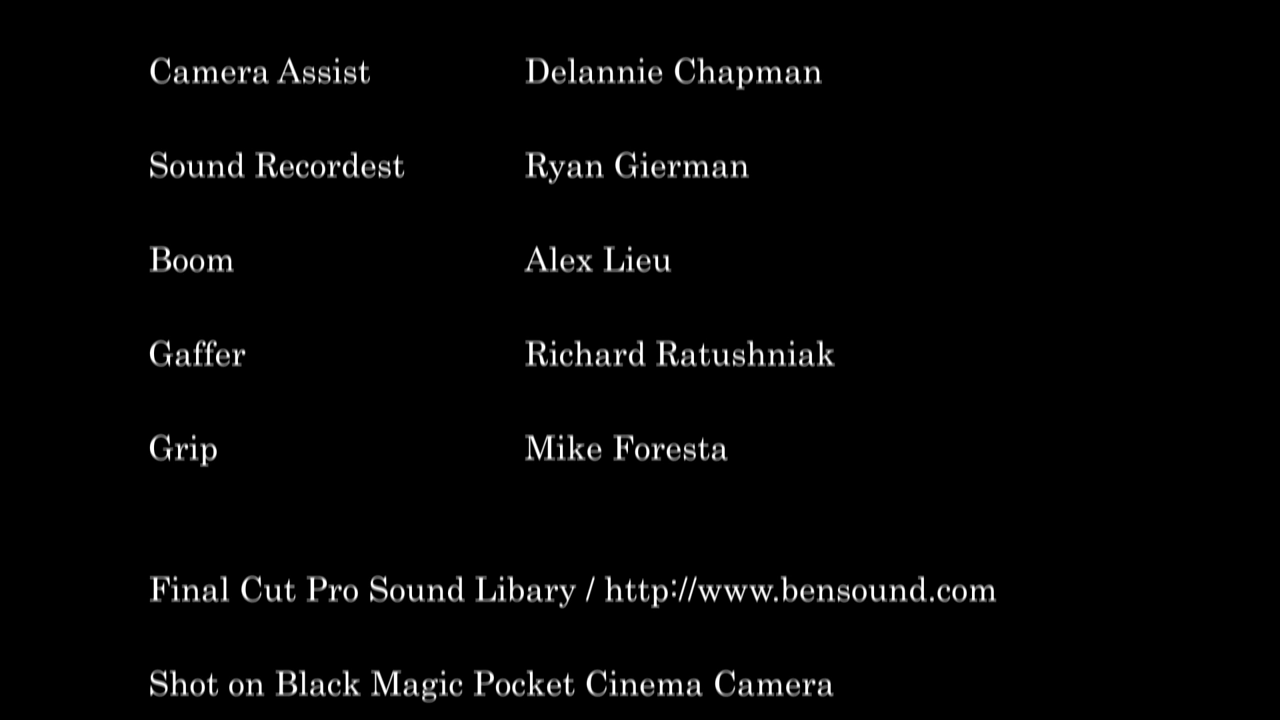 Camera Assist Delannie Chapman
Sound Recordest Ryan Gierman
Boom Alex Lieu
Gaffer Richard Ratushniak
Grip Mike Foresta
Final Cut Pro Sound Libary / http://www.bensound.com
Shot on Black Magic Pocket Cinema Camera